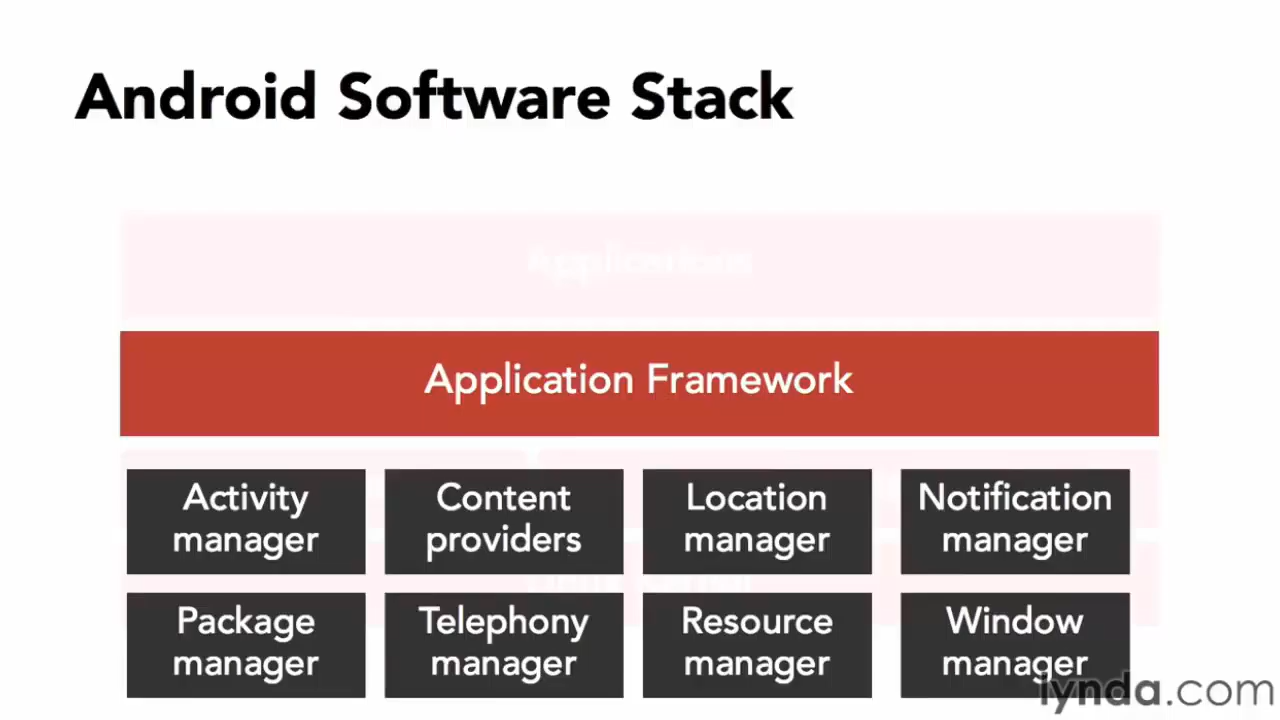 Android Software Stack
Applications
Application Framework
Activity
manager
Content
providers
Location
manager
Notification
manager
Package
manager
Telephony
manager
Resource
manager
Window
manager
lynda.com